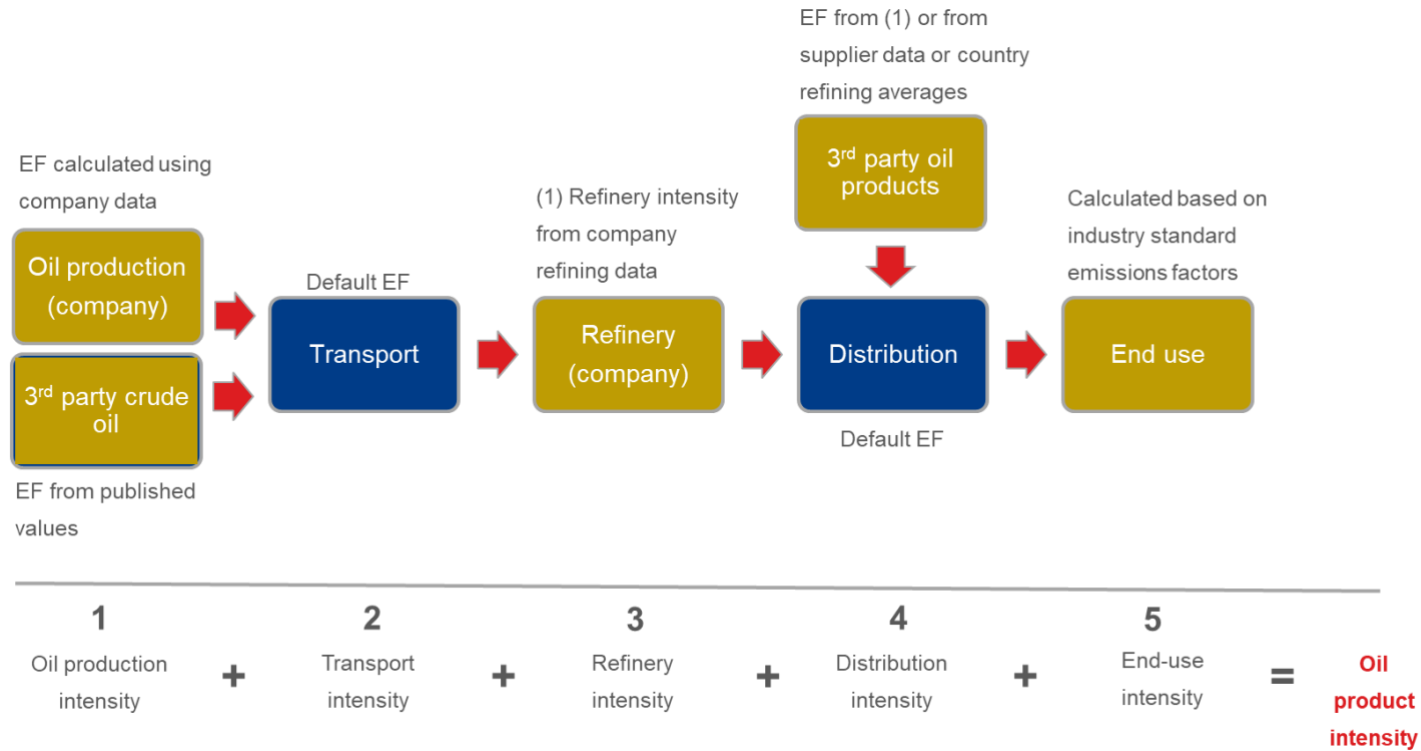 EF from (1) or from
supplier data or country
refining averages
EF calculated using
company data
3rd party oil
products
(1) Refinery intensity
from company
refining data
Calculated based on
industry standard
emissions factors
Oil production
(company)
Default EF
Transport
Refinery
(company)
Distribution
End use
3rd party crude
oil
Default EF
EF from published
values
1
2
3
4
5
Oil production
intensity
+
Transport
intensity
+
Refinery
intensity
+
Distribution
intensity
+
End-use
intensity
=
Oil
product
intensity